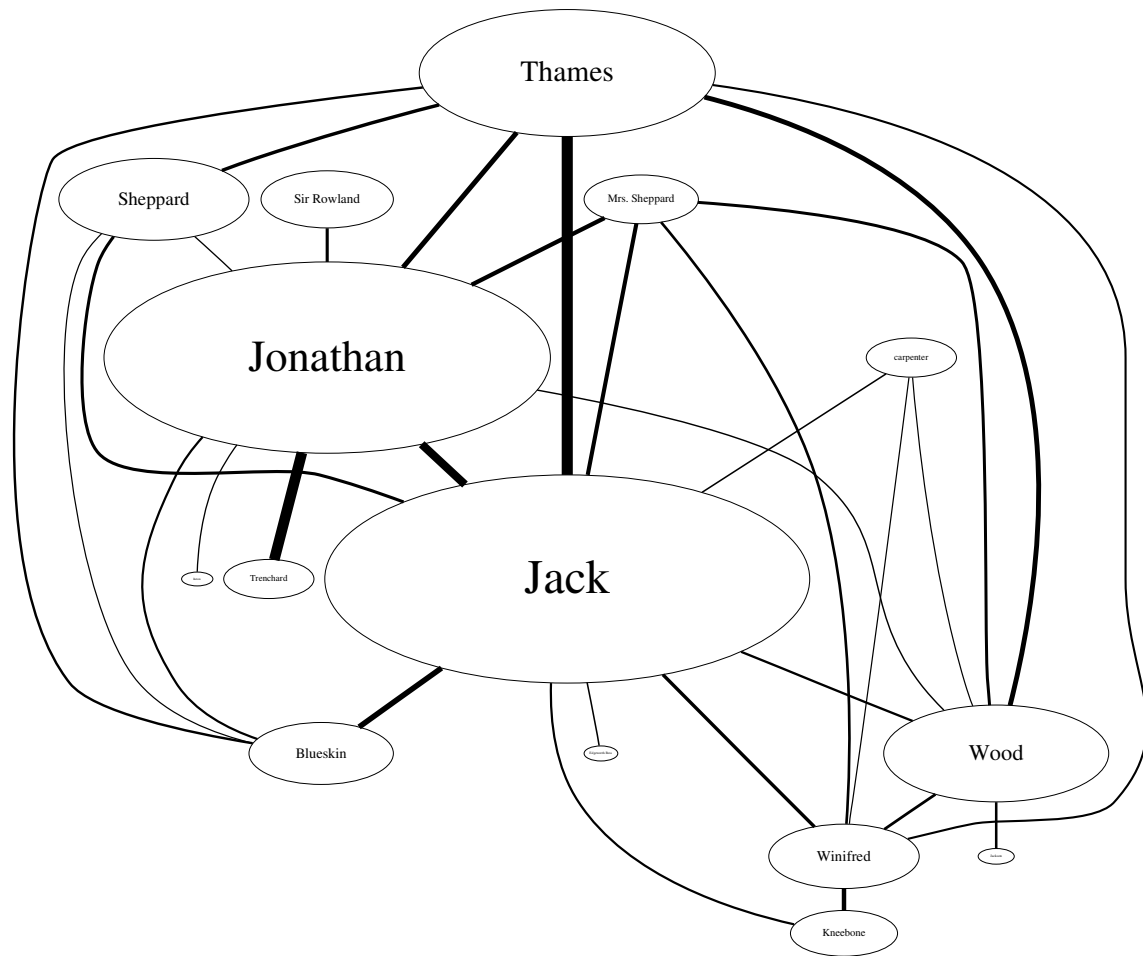 Thames
Sheppard
Sir Rowland
Mrs. Sheppard
Jonathan
carpenter
Trenchard
Jack
Blueskin
Wood
Winifred
Kneebone